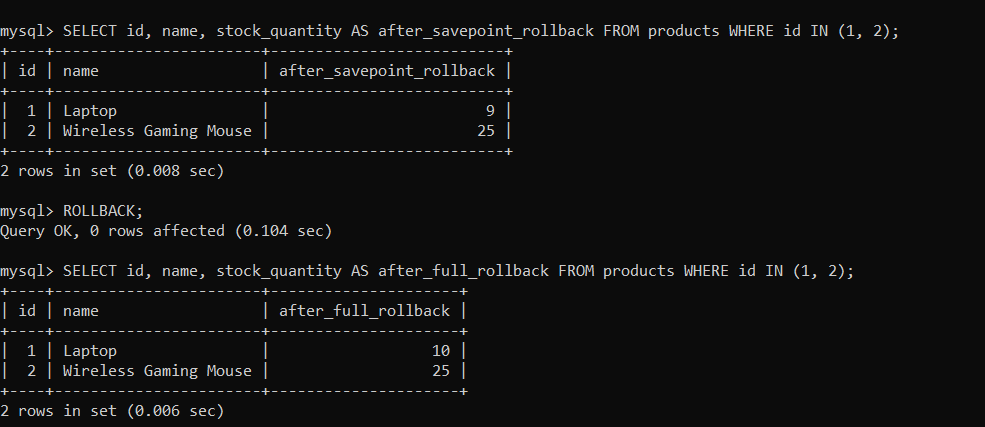 mysql> SELECT id, name, stock_quantity AS after_savepoint_rollback FROM products WHERE id IN (1, 2);
+----+----------------------+--------------------------+
| id | name                 | after_savepoint_rollback |
+----+----------------------+--------------------------+
|  1 | Laptop               |                        9 |
|  2 | Wireless Gaming Mouse |                       25 |
+----+----------------------+--------------------------+
2 rows in set (0.008 sec)
mysql> ROLLBACK;
Query OK, 0 rows affected (0.104 sec)
mysql> SELECT id, name, stock_quantity AS after_full_rollback FROM products WHERE id IN (1, 2);
+----+-----------------------+---------------------+
| id | name                  | after_full_rollback |
+----+-----------------------+---------------------+
|  1 | Laptop                |                  10 |
|  2 | Wireless Gaming Mouse |                  25 |
+----+-----------------------+---------------------+
2 rows in set (0.006 sec)